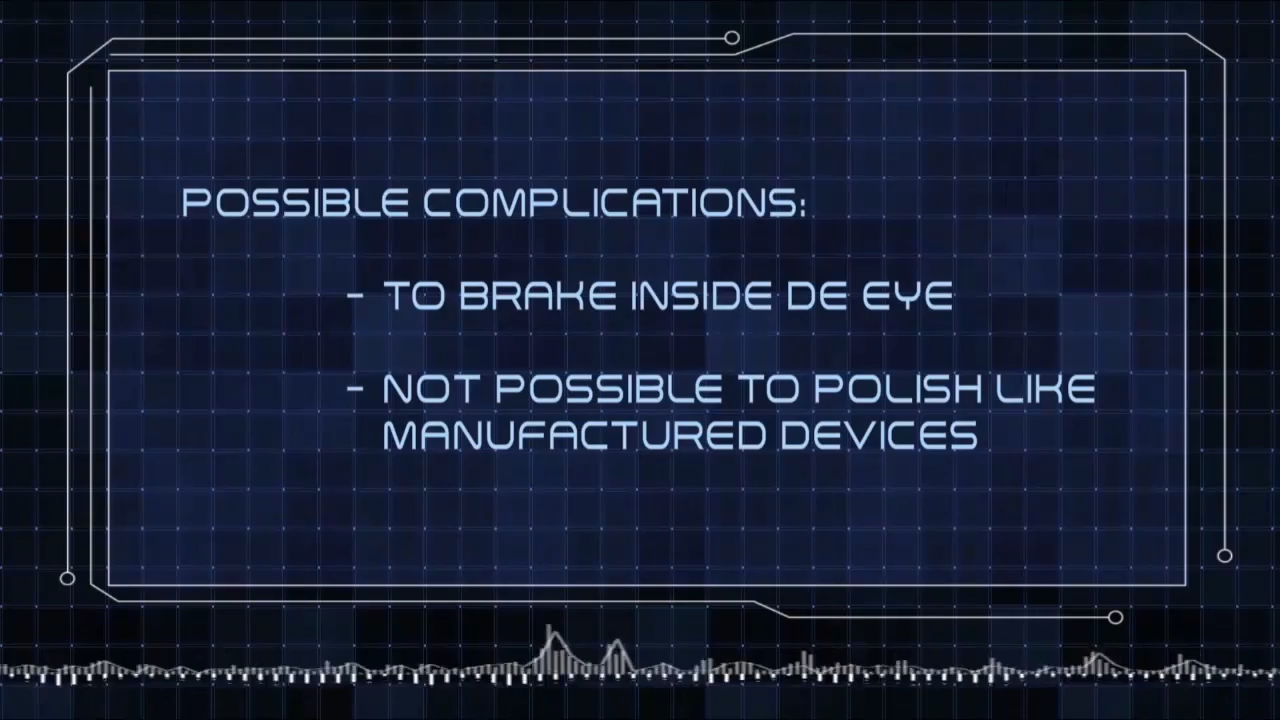 POSSIBLE COMPLICATIONS:
- TO BRAKE INSIDE DE EYE
- NOT POSSIBLE TO POLISH LIKE
MANUFACTURED DEVICES